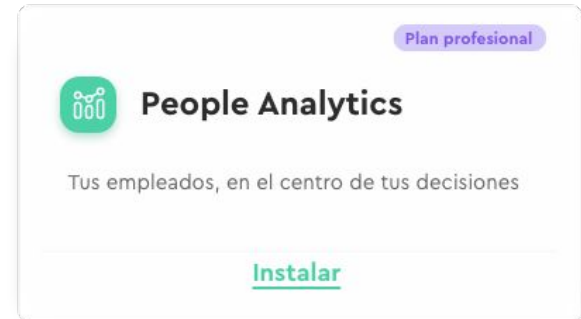 Plan profesional
People Analytics
Tus empleados, en el centro de tus decisiones
Instalar